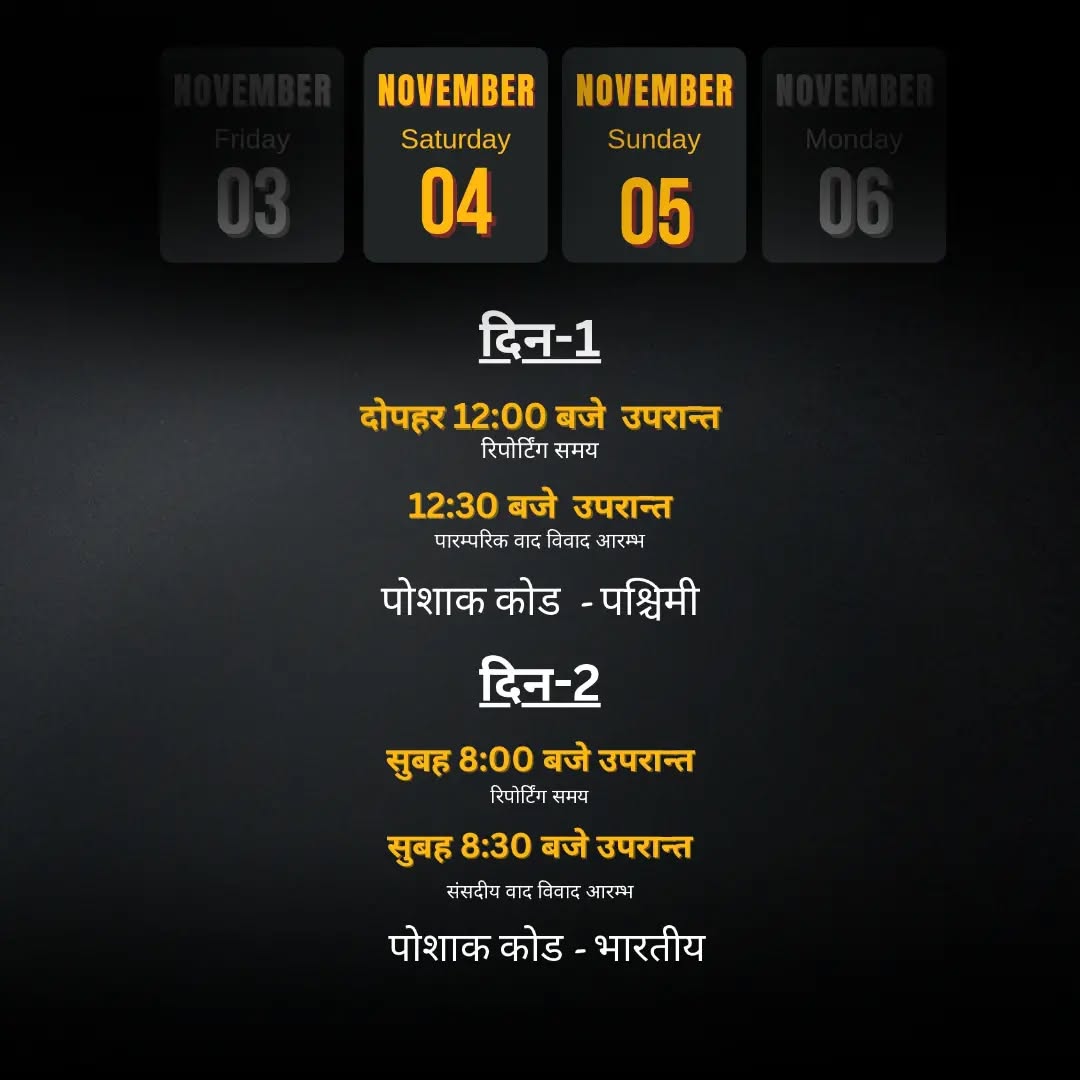 NOVEMBER NOVEMBER NOVEMBER NOVEMBER
Friday Saturday Sunday Monday
03 04 05 06
दिन-1
दोपहर 12:00 बजे उपरान्त
रिपोर्टिंग समय
12:30 बजे उपरान्त
पारम्परिक वाद विवाद आरम्भ
पोशाक कोड - पश्चिमी
दिन-2
सुबह 8:00 बजे उपरान्त
रिपोर्टिंग समय
सुबह 8:30 बजे उपरान्त
संसदीय वाद विवाद आरम्भ
पोशाक कोड - भारतीय